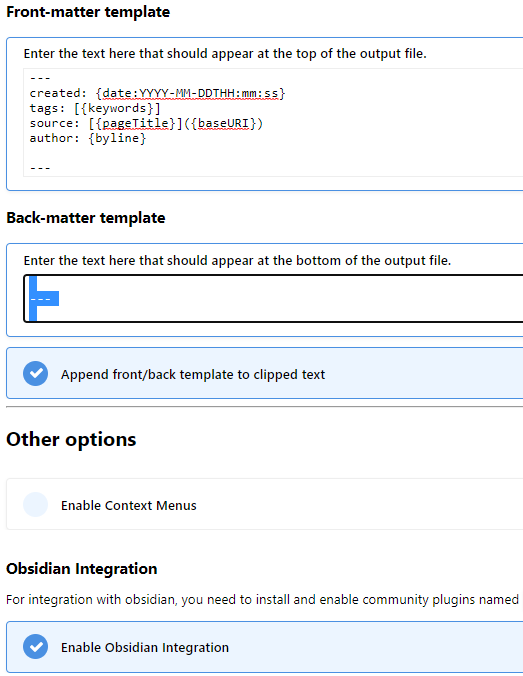 Front-matter template
Enter the text here that should appear at the top of the output file.
---
created: {date:YYYY-MM-DDTHH:mm:ss}
tags: [{keywords}]
source: [{pageTitle}]({baseURI})
author: {byline}
---
Back-matter template
Enter the text here that should appear at the bottom of the output file.
---
Append front/back template to clipped text
Other options
Enable Context Menus
Obsidian Integration
For integration with obsidian, you need to install and enable community plugins named
Enable Obsidian Integration